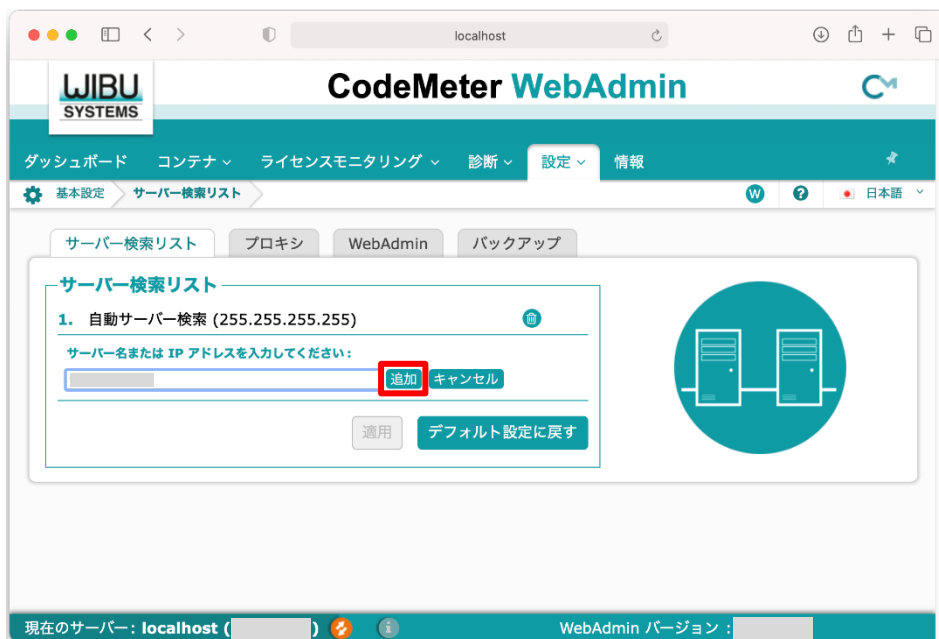 localhost
WIBU
SYSTEMS
CodeMeter WebAdmin
CM
ダッシュボード コンテナ ライセンスモニタリング 診断 設定 情報
基本設定 サーバー検索リスト W ? 日本語
サーバー検索リスト プロキシ WebAdmin バックアップ
サーバー検索リスト
1. 自動サーバー検索 (255.255.255.255)
サーバー名または IP アドレスを入力してください:
追加 キャンセル
適用 デフォルト設定に戻す
現在のサーバー: localhost ( ) i WebAdmin バージョン :